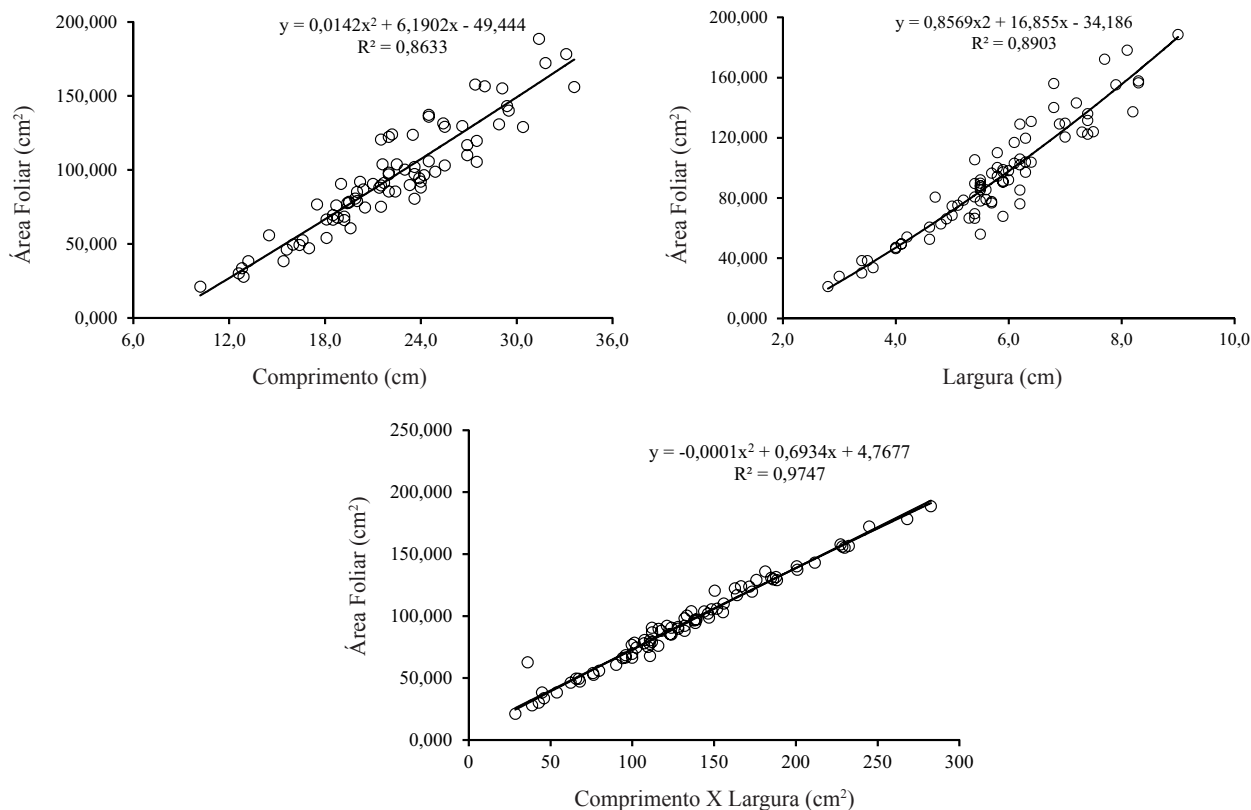 y = 0,0142x² + 6,1902x - 49,444
R² = 0,8633
Área Foliar (cm²)
200,000
150,000
100,000
50,000
0,000
6,0 12,0 18,0 24,0 30,0 36,0
Comprimento (cm)
y = 0,8569x2 + 16,855x - 34,186
R² = 0,8903
Área Foliar (cm²)
200,000
160,000
120,000
80,000
40,000
0,000
2,0 4,0 6,0 8,0 10,0
Largura (cm)
y = -0,0001x² + 0,6934x + 4,7677
R² = 0,9747
Área Foliar (cm²)
250,000
200,000
150,000
100,000
50,000
0,000
0 50 100 150 200 250 300
Comprimento X Largura (cm²)